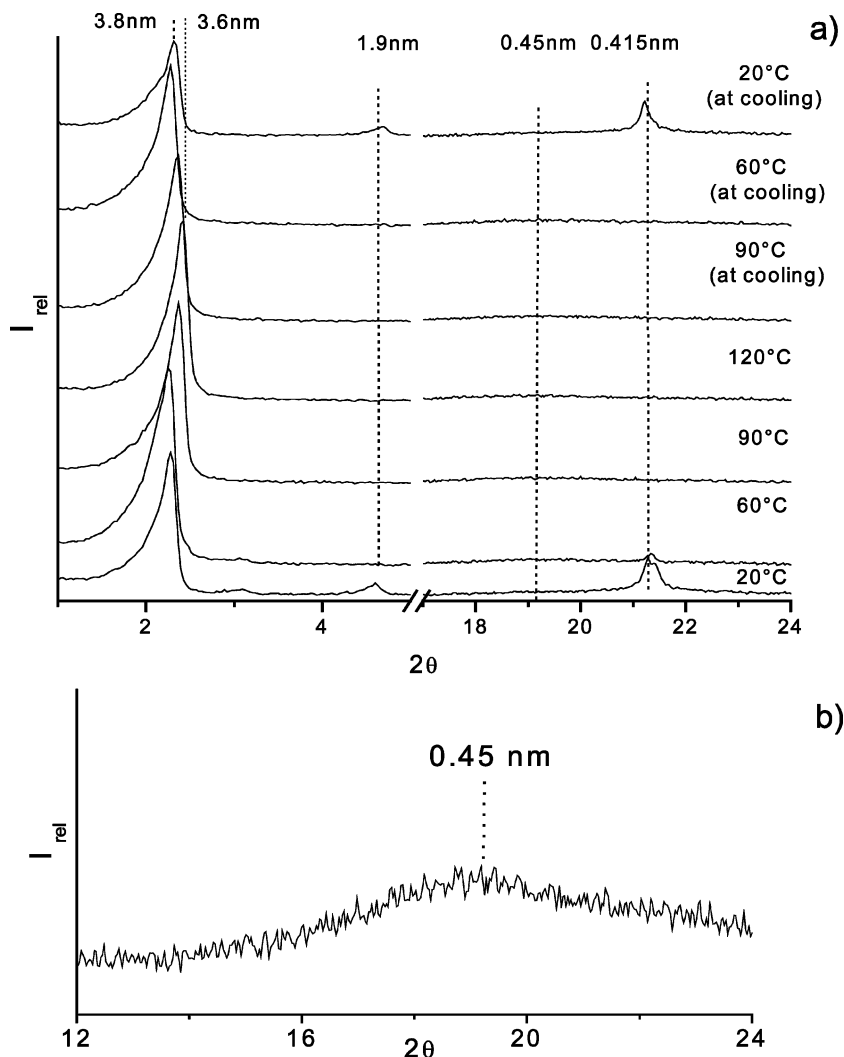 3.8nm
3.6nm
1.9nm
0.45nm
0.415nm
a)
20°C
(at cooling)
60°C
(at cooling)
90°C
(at cooling)
120°C
90°C
60°C
20°C
I rel
2
4
18
20
22
24
2θ
b)
0.45 nm
I rel
12
16
20
24
2θ